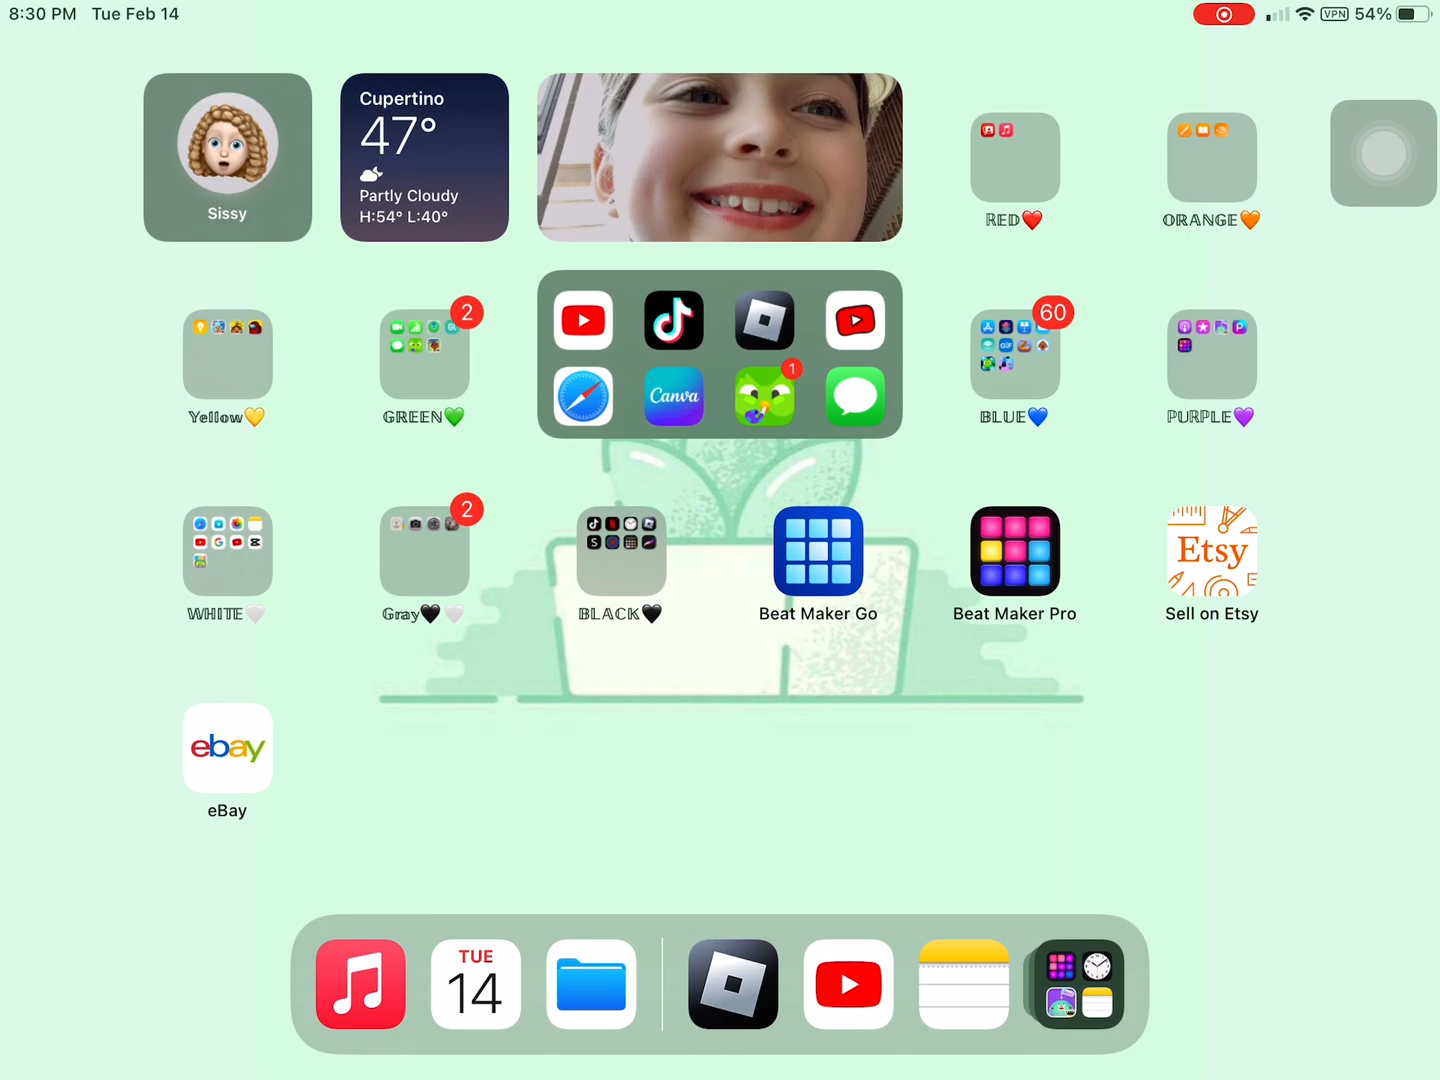 8:30 PM Tue Feb 14
VPN 54%
Cupertino
47°
Partly Cloudy
H:54° L:40°
Sissy
RED❤️
ORANGE🧡
2
60
1
Canva
GIF
Yellow💛
GREEN💚
BLUE💙
PURPLE💜
2
WHITE🤍
Gray🖤🤍
BLACK🖤
Beat Maker Go
Beat Maker Pro
Etsy
Sell on Etsy
ebay
eBay
TUE
14